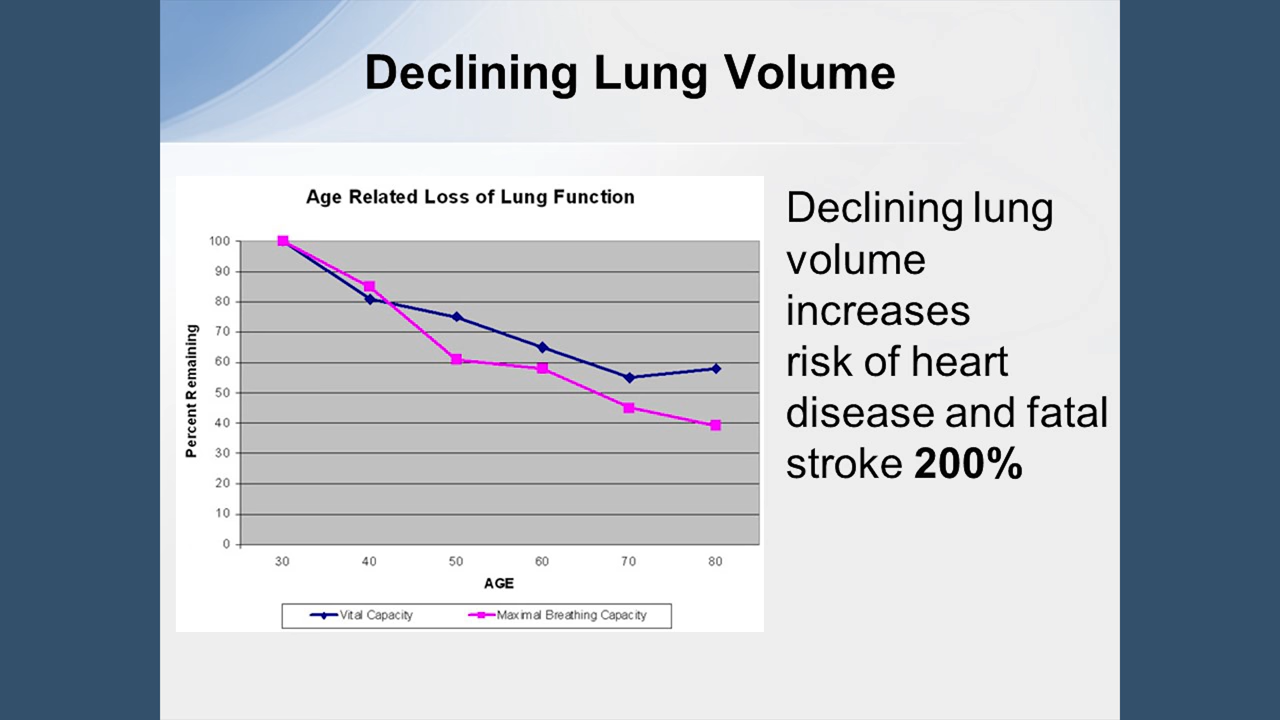 Declining Lung Volume
Age Related Loss of Lung Function
100
90
80
70
60
50
40
30
20
10
0
Percent Remaining
30 40 50 60 70 80
AGE
Vital Capacity Maximal Breathing Capacity
Declining lung
volume
increases
risk of heart
disease and fatal
stroke 200%